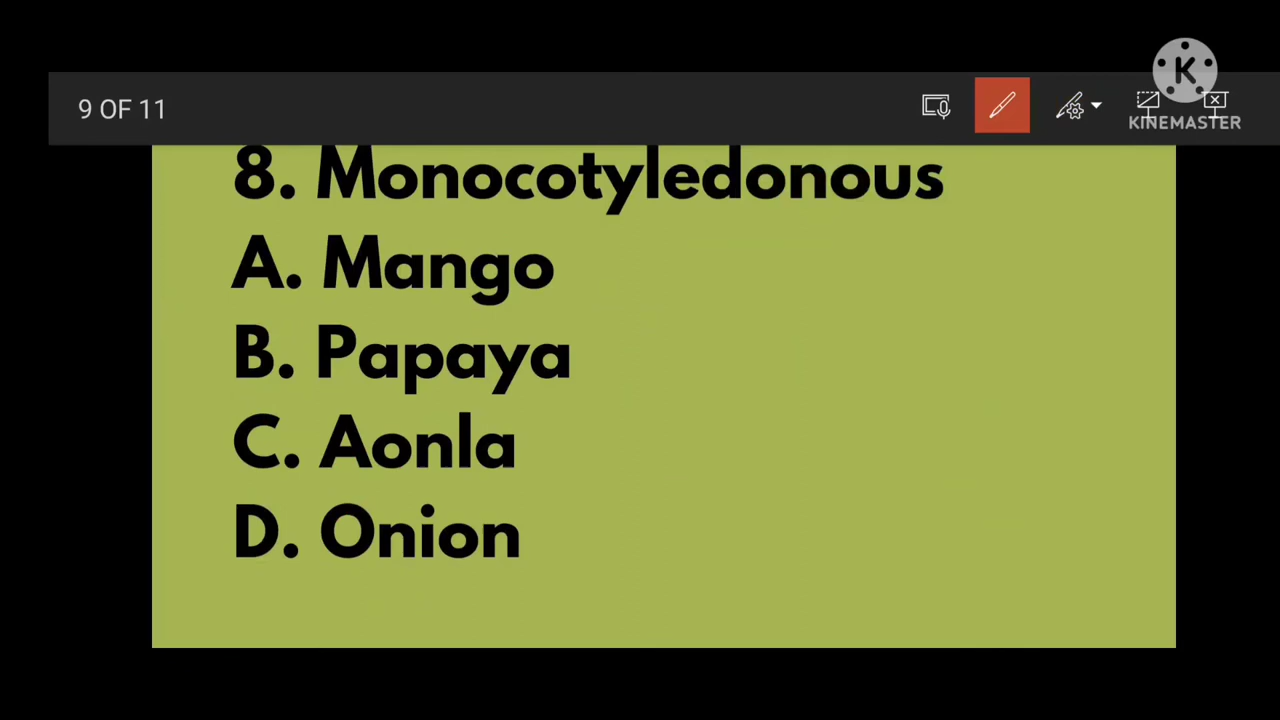 9 OF 11
KINEMASTER
8. Monocotyledonous
A. Mango
B. Papaya
C. Aonla
D. Onion